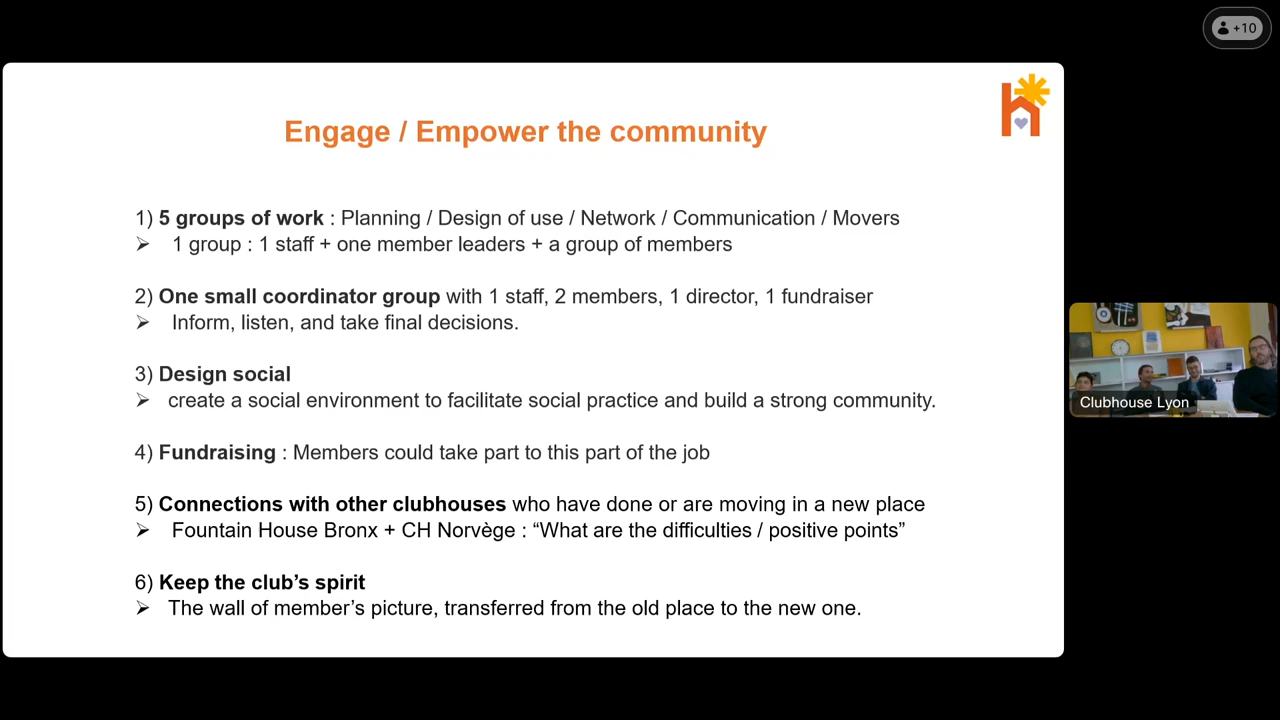 +10
Engage / Empower the community
1) 5 groups of work : Planning / Design of use / Network / Communication / Movers
➢ 1 group : 1 staff + one member leaders + a group of members
2) One small coordinator group with 1 staff, 2 members, 1 director, 1 fundraiser
➢ Inform, listen, and take final decisions.
3) Design social
➢ create a social environment to facilitate social practice and build a strong community.
4) Fundraising : Members could take part to this part of the job
5) Connections with other clubhouses who have done or are moving in a new place
➢ Fountain House Bronx + CH Norvège : “What are the difficulties / positive points”
6) Keep the club’s spirit
➢ The wall of member’s picture, transferred from the old place to the new one.
Clubhouse Lyon